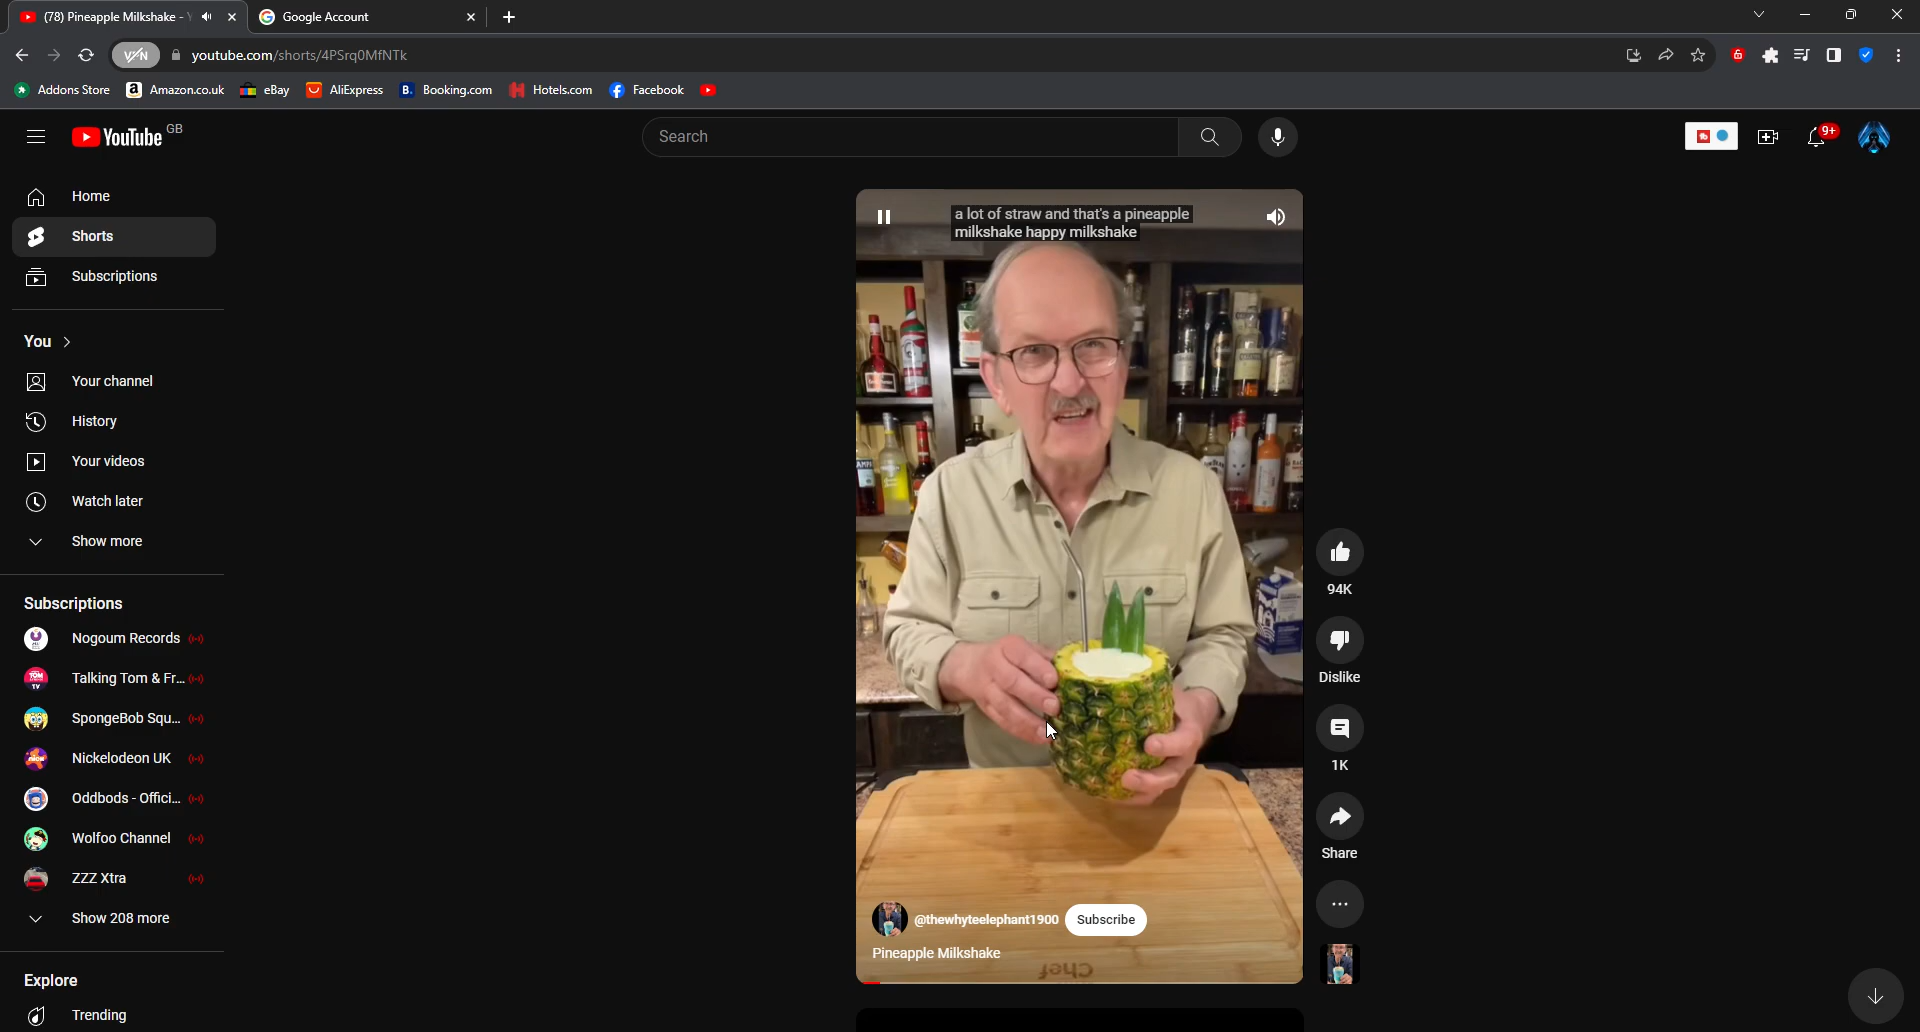 (78) Pineapple Milkshake - Y
Google Account
VPN
youtube.com/shorts/4PSrq0MfNTk
Addons Store
Amazon.co.uk
eBay
AliExpress
Booking.com
Hotels.com
Facebook
YouTube GB
Search
9+
Home
Shorts
Subscriptions
You
Your channel
History
Your videos
Watch later
Show more
Subscriptions
Nogoum Records
Talking Tom & Fr...
SpongeBob Squ...
Nickelodeon UK
Oddbods - Offici...
Wolfoo Channel
ZZZ Xtra
Show 208 more
Explore
Trending
a lot of straw and that's a pineapple
milkshake happy milkshake
94K
Dislike
1K
Share
@thewhyteelephant1900
Subscribe
Pineapple Milkshake
Chef